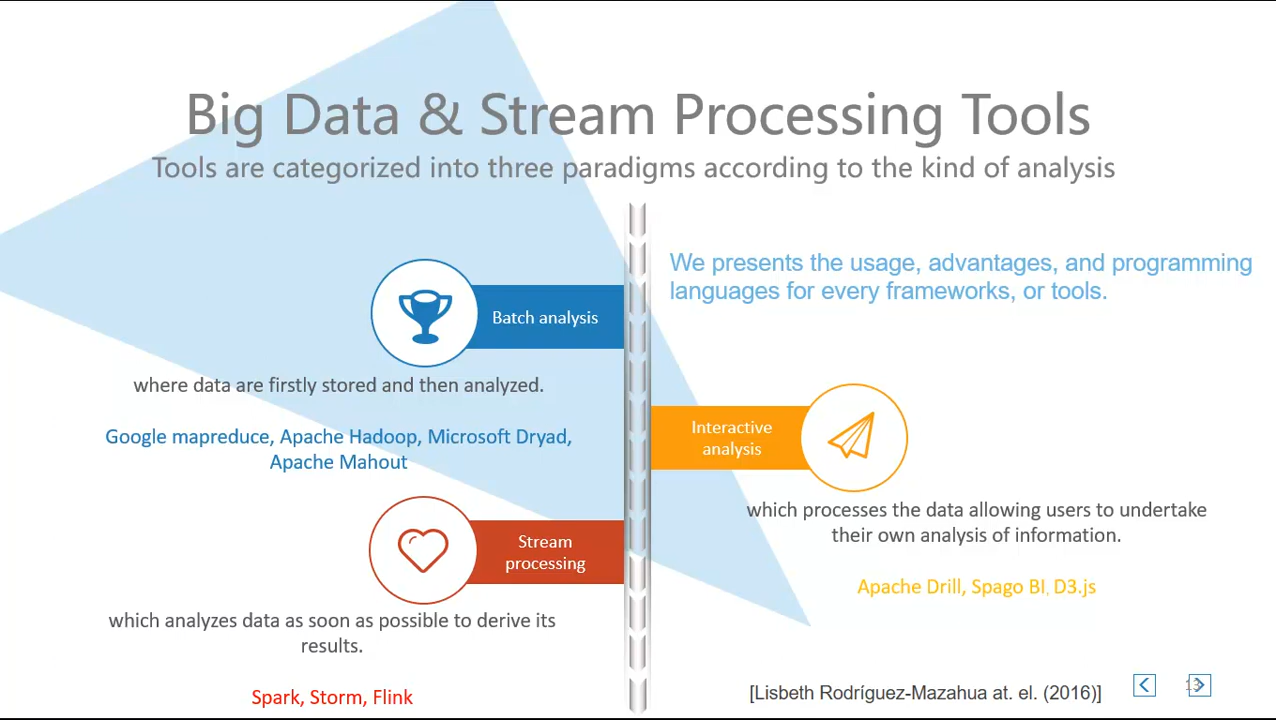 Big Data & Stream Processing Tools
Tools are categorized into three paradigms according to the kind of analysis
We presents the usage, advantages, and programming
languages for every frameworks, or tools.
Batch analysis
where data are firstly stored and then analyzed.
Google mapreduce, Apache Hadoop, Microsoft Dryad,
Apache Mahout
Interactive
analysis
which processes the data allowing users to undertake
their own analysis of information.
Apache Drill, Spago BI, D3.js
Stream
processing
which analyzes data as soon as possible to derive its
results.
Spark, Storm, Flink
[Lisbeth Rodríguez-Mazahua at. el. (2016)]
13